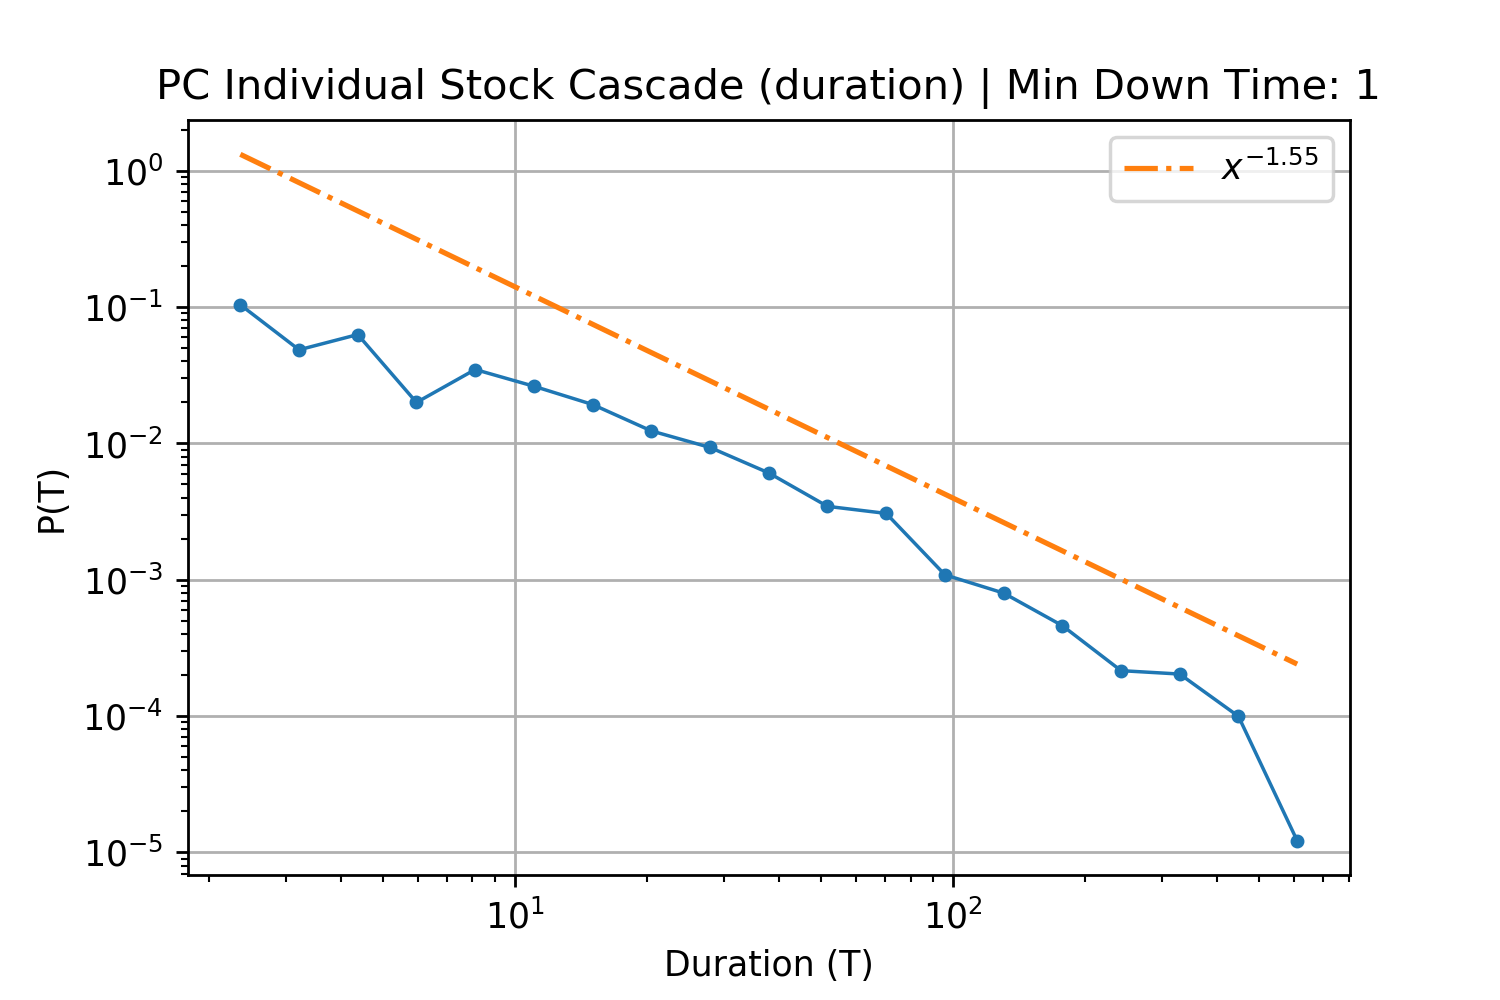 PC Individual Stock Cascade (duration) | Min Down Time: 1
x^{-1.55}
10^0
10^{-1}
10^{-2}
10^{-3}
10^{-4}
10^{-5}
P(T)
10^1 10^2
Duration (T)